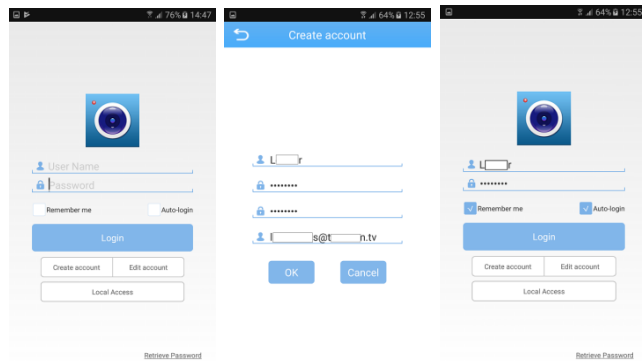 76% 14:47
User Name
Password
Remember me Auto-login
Login
Create account Edit account
Local Access
Retrieve Password
64% 12:55
Create account
L r
••••••••
••••••••
l s@t n.tv
OK Cancel
64% 12:55
L r
••••••••
Remember me Auto-login
Login
Create account Edit account
Local Access
Retrieve Password